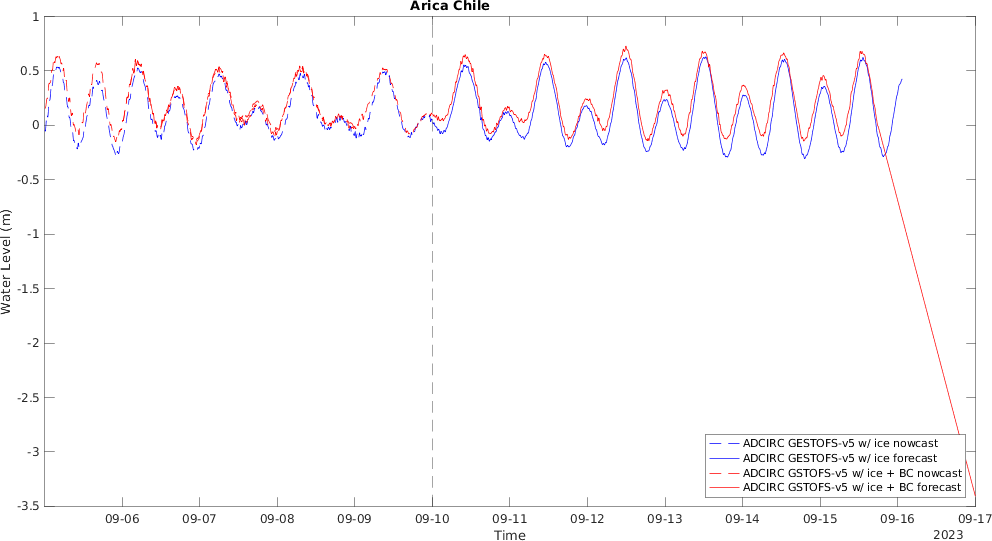 Arica Chile
1
0.5
0
-0.5
-1
-1.5
-2
-2.5
-3
-3.5
Water Level (m)
ADCIRC GESTOFS-v5 w/ ice nowcast
ADCIRC GESTOFS-v5 w/ ice forecast
ADCIRC GSTOFS-v5 w/ ice + BC nowcast
ADCIRC GSTOFS-v5 w/ ice + BC forecast
09-06 09-07 09-08 09-09 09-10 09-11 09-12 09-13 09-14 09-15 09-16 09-17
Time
2023